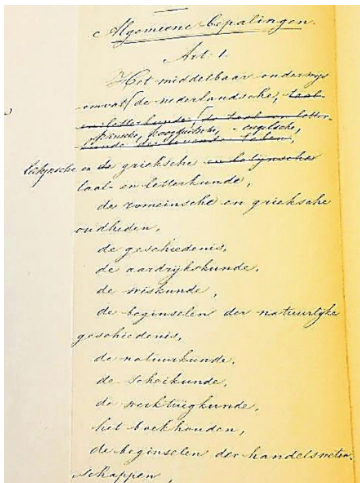 Algemeene bepalingen.
Art. 1.
Het middelbaar onderwijs
omvat (de nederlandsche, taal
en letterkunde, de taal en letter
fransche, hoogduitsche, engelsche,
kunde der levende talen,
latijnsche en de grieksche en latijnsche
taal- en letterkunde,
de romeinsche en grieksche
oudheden,
de geschiedenis,
de aardrijkskunde,
de wiskunde,
de beginselen der natuurlijke
geschiedenis,
de natuurkunde,
de scheikunde,
de werktuigkunde,
het boekhouden,
de beginselen der handelsweten-
schappen,